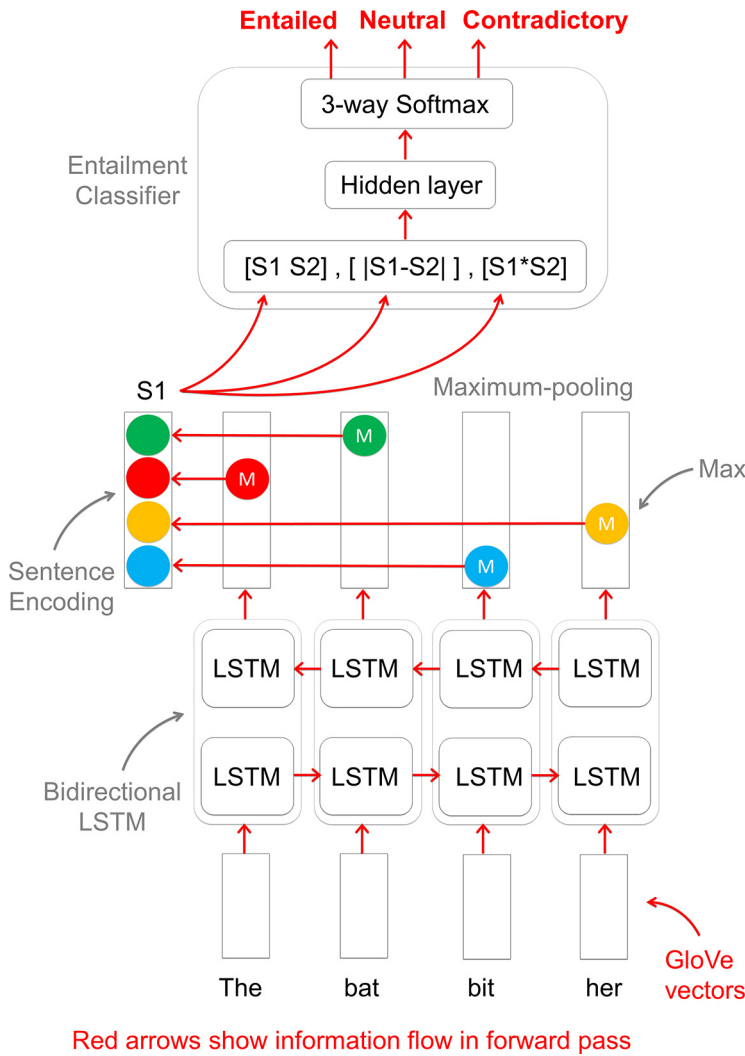 Entailed Neutral Contradictory
3-way Softmax
Entailment
Classifier
Hidden layer
[S1 S2] , [ |S1-S2| ] , [S1*S2]
S1
Maximum-pooling
M
M
Max
M
M
Sentence
Encoding
LSTM LSTM LSTM LSTM
LSTM LSTM LSTM LSTM
Bidirectional
LSTM
GloVe
vectors
The bat bit her
Red arrows show information flow in forward pass